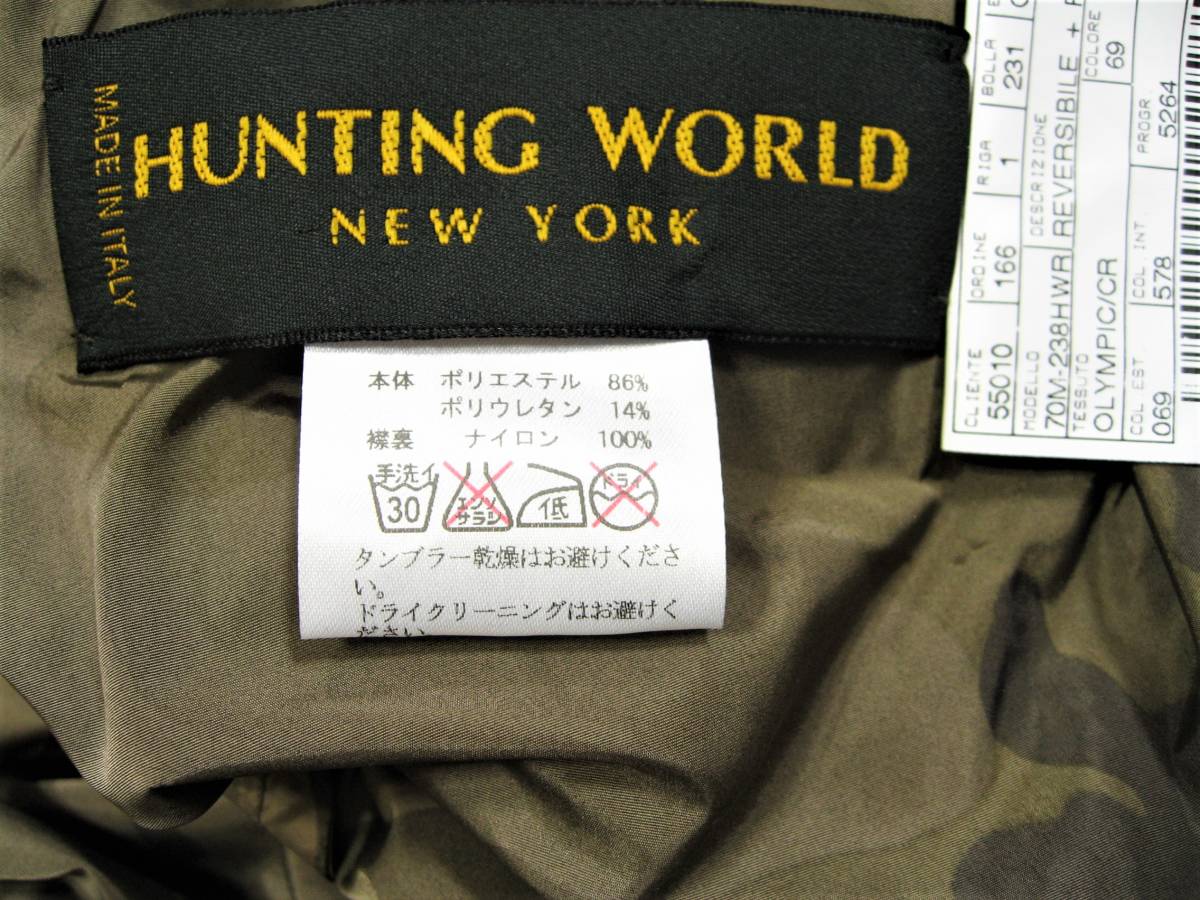 HUNTING WORLD
NEW YORK
MADE IN ITALY
本体 ポリエステル 86%
ポリウレタン 14%
襟裏 ナイロン 100%
手洗イ
30
エンソ
サラシ
低
ドライ
タンブラー乾燥はお避けくださ
い。
ドライクリーニングはお避けく
ださい
CLIENTE ORDINE RIGA BOLLA
55010 166 1 231
MODELLO DESCRIZIONE
70M-238HWR REVERSIBILE +
TESSUTO COLORE
OLYMPIC/CR 69
COL EST COL. INT PROGR
069 578 5264